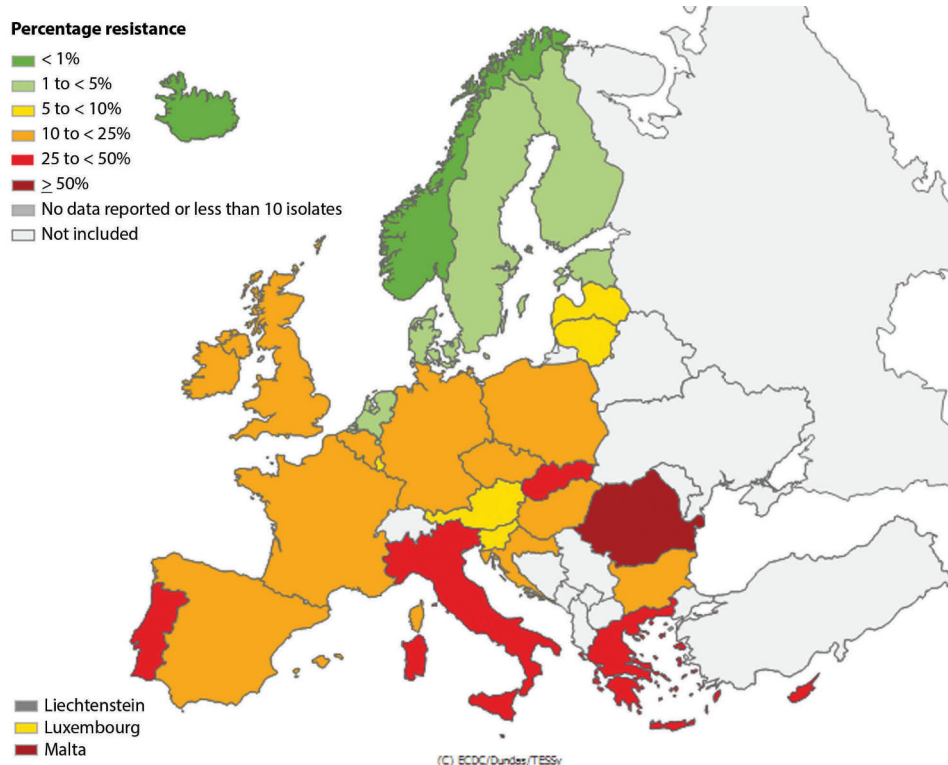 Percentage resistance
< 1%
1 to < 5%
5 to < 10%
10 to < 25%
25 to < 50%
≥ 50%
No data reported or less than 10 isolates
Not included
Liechtenstein
Luxembourg
Malta
(C) ECDC/Dundas/TESSy